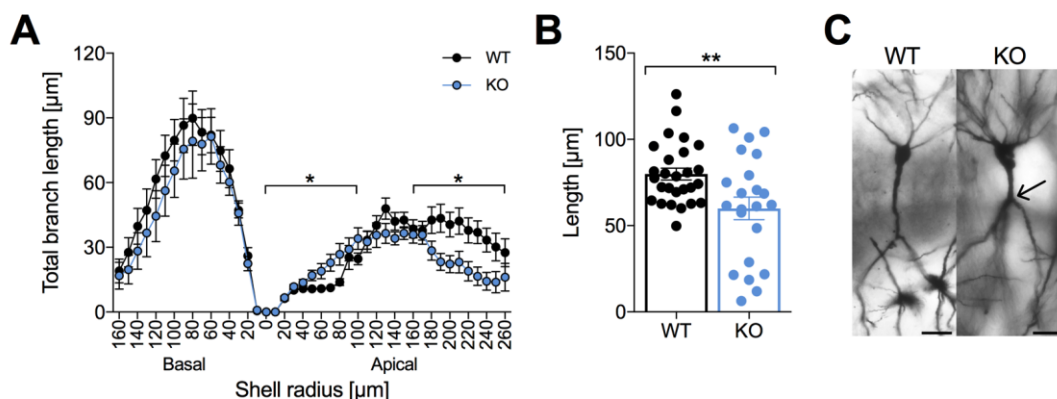 A
Total branch length [µm]
120
90
60
30
0
WT
KO
*
*
160
140
120
100
80
60
40
20
0
20
40
60
80
100
120
140
160
180
200
220
240
260
Basal
Apical
Shell radius [µm]
B
Length [µm]
150
100
50
0
**
WT
KO
C
WT
KO